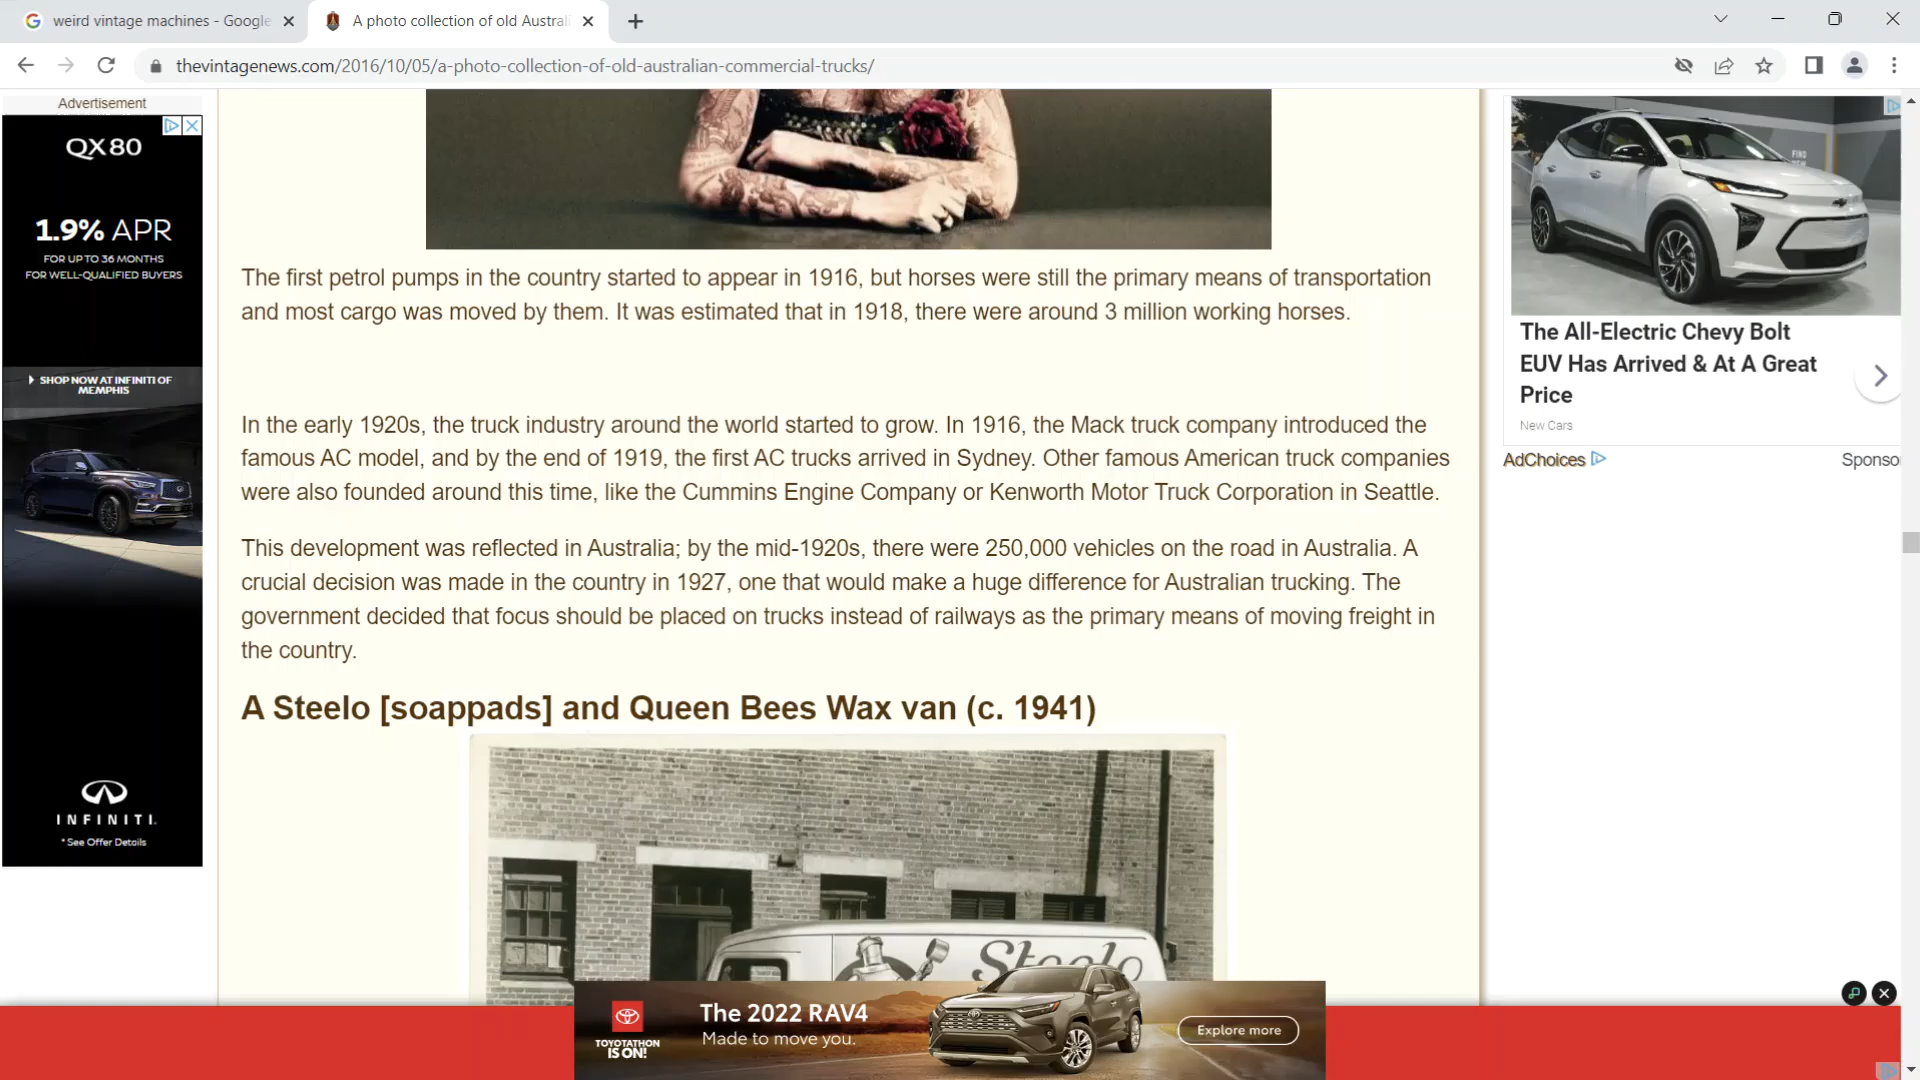 weird vintage machines - Google
A photo collection of old Austral
thevintagenews.com/2016/10/05/a-photo-collection-of-old-australian-commercial-trucks/
Advertisement
QX80
1.9% APR
FOR UP TO 36 MONTHS
FOR WELL-QUALIFIED BUYERS
SHOP NOW AT INFINITI OF
MEMPHIS
INFINITI.
*See Offer Details
The first petrol pumps in the country started to appear in 1916, but horses were still the primary means of transportation
and most cargo was moved by them. It was estimated that in 1918, there were around 3 million working horses.
In the early 1920s, the truck industry around the world started to grow. In 1916, the Mack truck company introduced the
famous AC model, and by the end of 1919, the first AC trucks arrived in Sydney. Other famous American truck companies
were also founded around this time, like the Cummins Engine Company or Kenworth Motor Truck Corporation in Seattle.
This development was reflected in Australia; by the mid-1920s, there were 250,000 vehicles on the road in Australia. A
crucial decision was made in the country in 1927, one that would make a huge difference for Australian trucking. The
government decided that focus should be placed on trucks instead of railways as the primary means of moving freight in
the country.
A Steelo [soappads] and Queen Bees Wax van (c. 1941)
Steelo
FIND
The All-Electric Chevy Bolt
EUV Has Arrived & At A Great
Price
New Cars
AdChoices
Sponso
TOYOTATHON
IS ON!
The 2022 RAV4
Made to move you.
Explore more